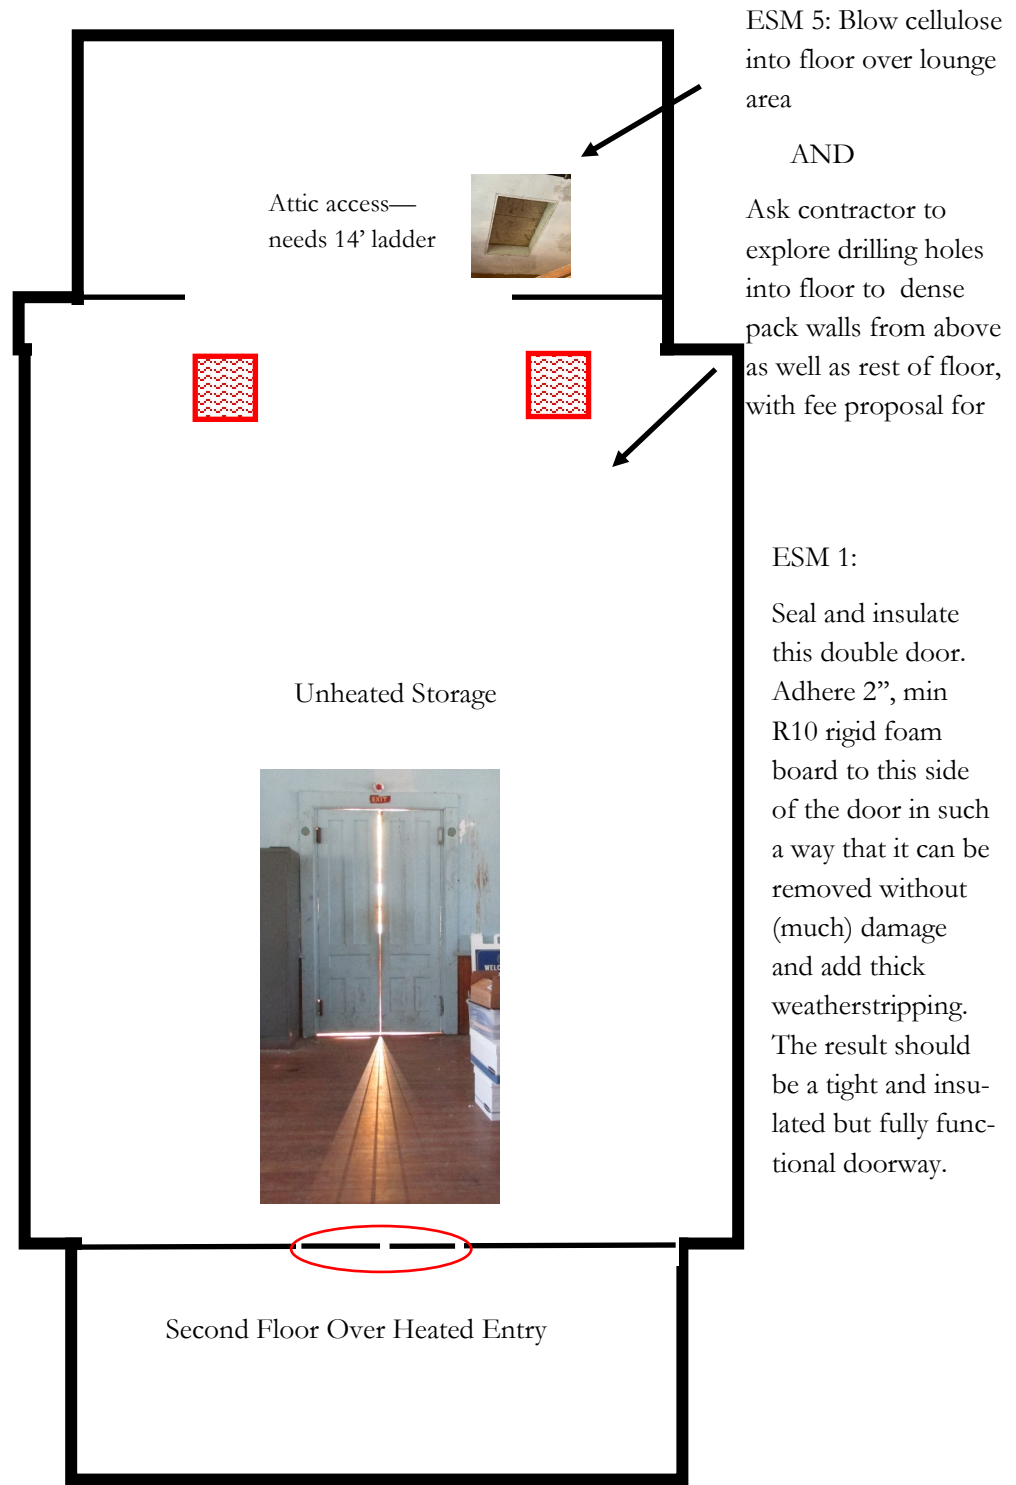 ESM 5: Blow cellulose
into floor over lounge
area
AND
Ask contractor to
explore drilling holes
into floor to  dense
pack walls from above
as well as rest of floor,
with fee proposal for
Attic access—
needs 14’ ladder
ESM 1:
Seal and insulate
this double door.
Adhere 2”, min
R10 rigid foam
board to this side
of the door in such
a way that it can be
removed without
(much) damage
and add thick
weatherstripping.
The result should
be a tight and insu-
lated but fully func-
tional doorway.
Unheated Storage
EXIT
Second Floor Over Heated Entry